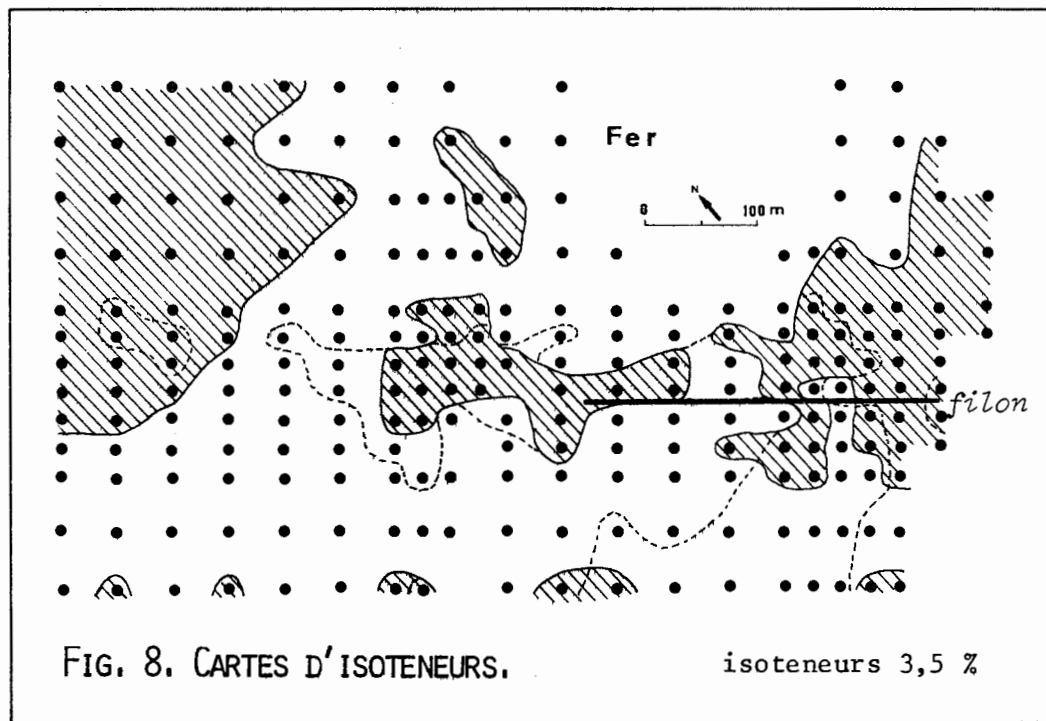 Fer
N
0 100 m
filon
FIG. 8. CARTES D'ISOTENEURS. isoteneurs 3,5 %